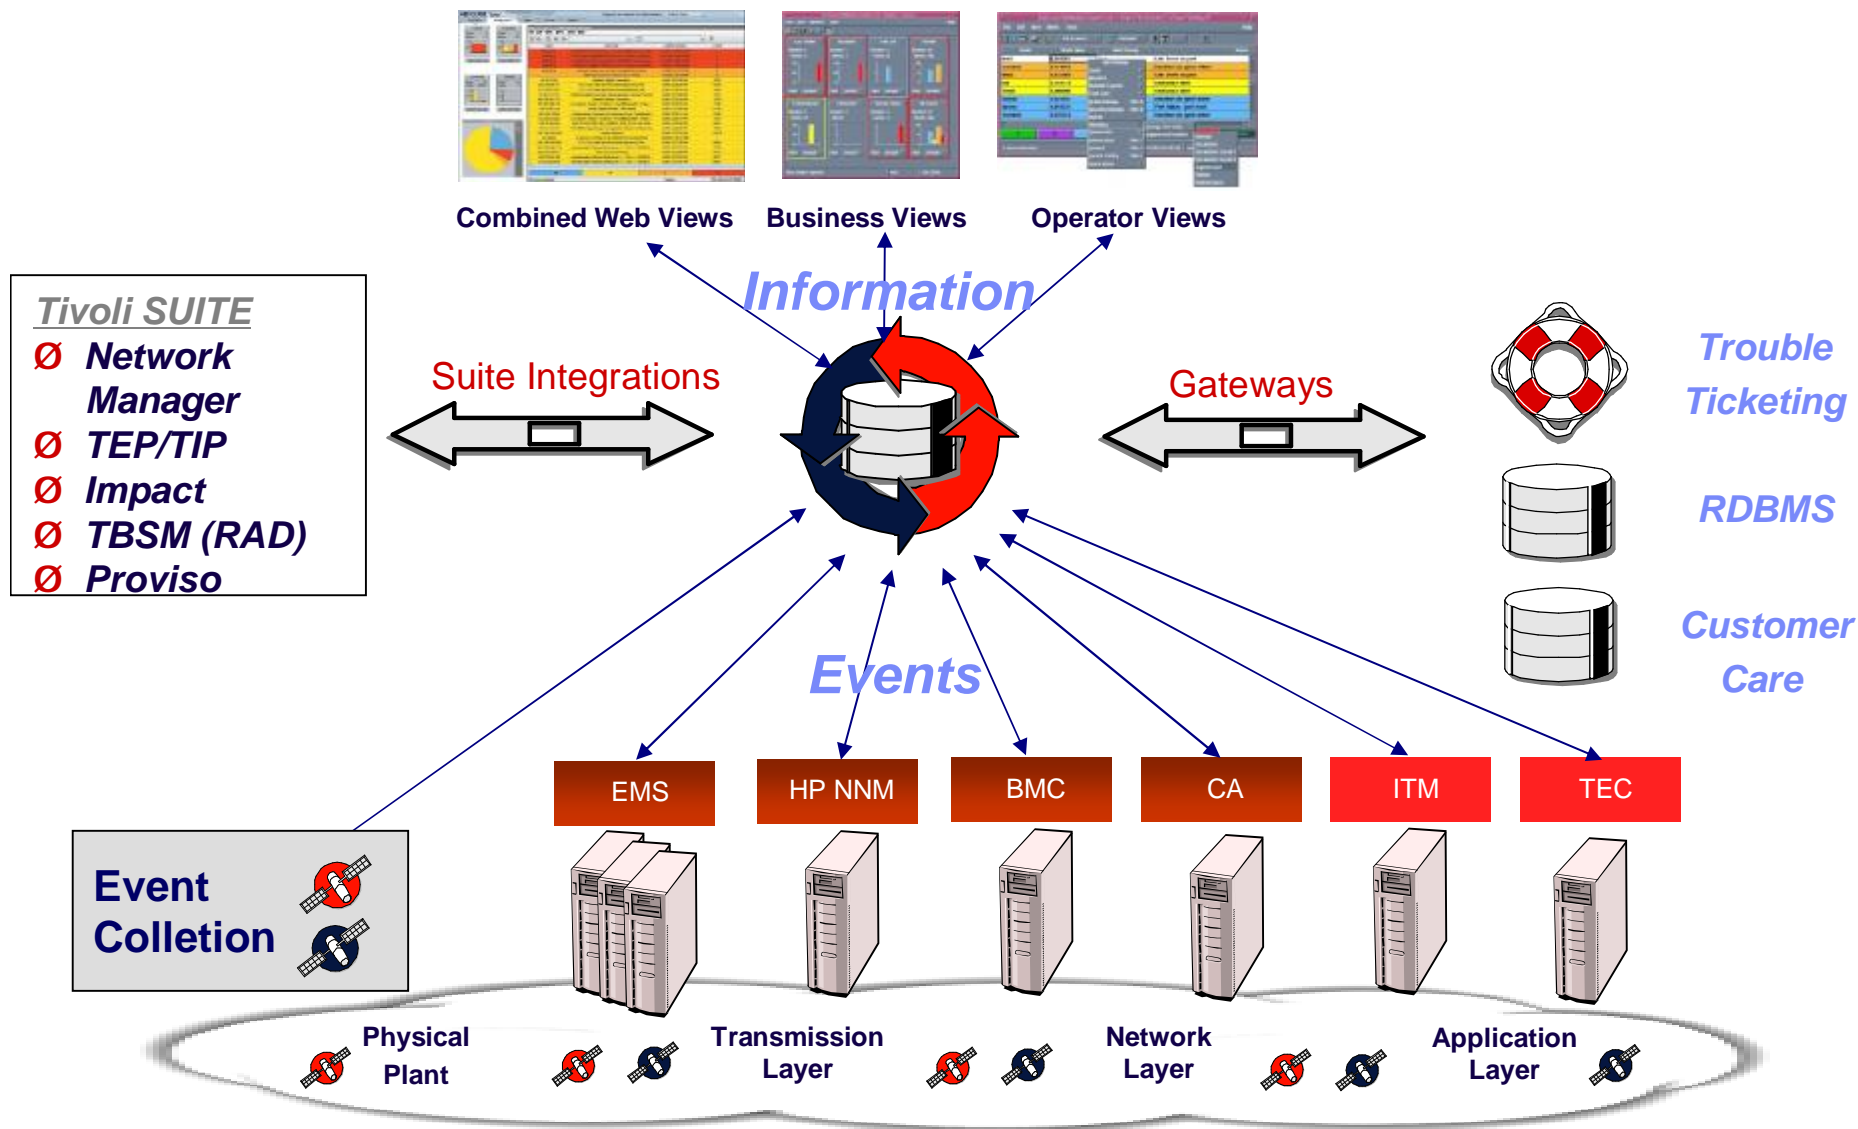 Combined Web Views
Business Views
Operator Views
Information
Tivoli SUITE
Ø Network
Manager
Ø TEP/TIP
Ø Impact
Ø TBSM (RAD)
Ø Proviso
Suite Integrations
Gateways
Trouble
Ticketing
RDBMS
Customer
Care
Events
EMS
HP NNM
BMC
CA
ITM
TEC
Event
Colletion
Physical
Plant
Transmission
Layer
Network
Layer
Application
Layer